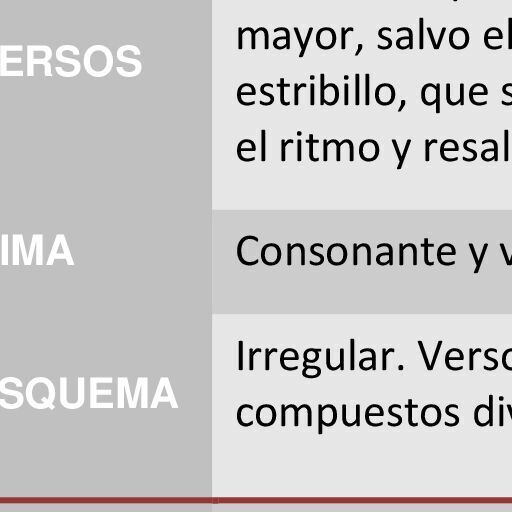 ERSOS
mayor, salvo el
estribillo, que s
el ritmo y resal
IMA
Consonante y v
SQUEMA
Irregular. Verso
compuestos div